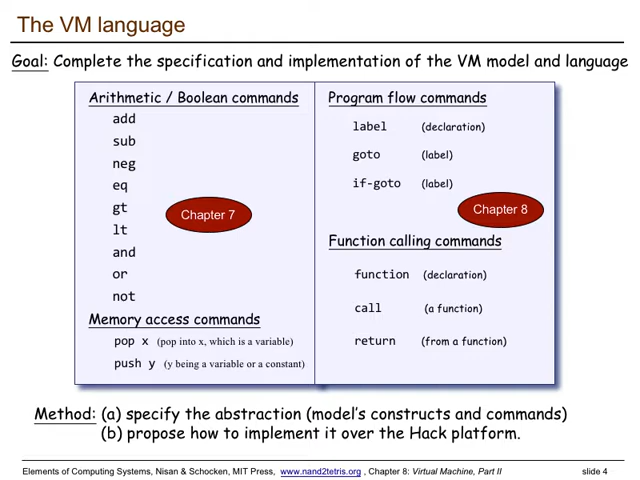 The VM language
Goal: Complete the specification and implementation of the VM model and language
Arithmetic / Boolean commands
add
sub
neg
eq
gt
lt
and
or
not
Chapter 7
Memory access commands
pop x (pop into x, which is a variable)
push y (y being a variable or a constant)
Program flow commands
label (declaration)
goto (label)
if-goto (label)
Chapter 8
Function calling commands
function (declaration)
call (a function)
return (from a function)
Method: (a) specify the abstraction (model's constructs and commands)
(b) propose how to implement it over the Hack platform.
Elements of Computing Systems, Nisan & Schocken, MIT Press, www.nand2tetris.org , Chapter 8: Virtual Machine, Part II slide 4